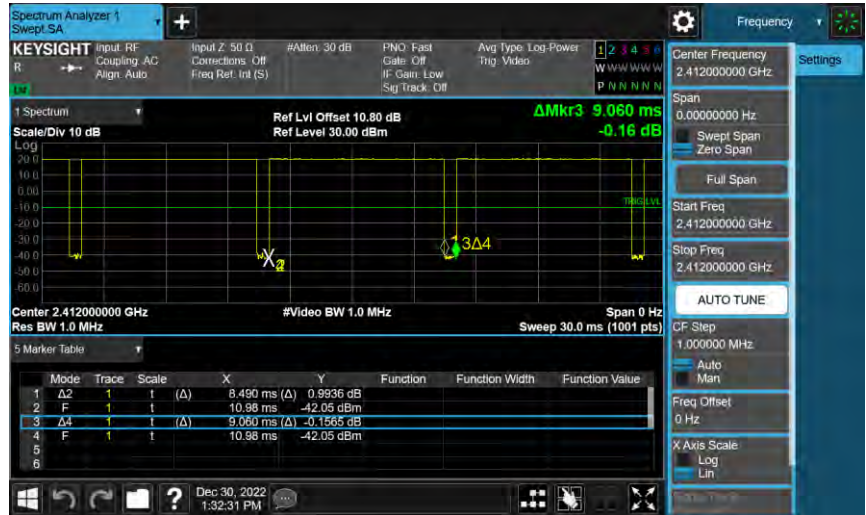 Spectrum Analyzer 1
Swept SA
+
Frequency
KEYSIGHT
R
Input: RF
Coupling: AC
Align: Auto
Input Z: 50 Ω
Corrections: Off
Freq Ref: Int (S)
#Atten: 30 dB
PNO: Fast
Gate: Off
IF Gain: Low
Sig Track: Off
Avg Type: Log-Power
Trig: Video
1 2 3 4 5 6
W W W W W W
P N N N N N
1 Spectrum
Scale/Div 10 dB
Ref Lvl Offset 10.80 dB
Ref Level 30.00 dBm
ΔMkr3 9.060 ms
-0.16 dB
Log
20.0
10.0
0.00
-10.0
-20.0
-30.0
-40.0
-50.0
-60.0
TRIG LVL
3Δ4
X
Center 2.412000000 GHz
Res BW 1.0 MHz
#Video BW 1.0 MHz
Span 0 Hz
Sweep 30.0 ms (1001 pts)
5 Marker Table
Mode Trace Scale X Y Function Function Width Function Value
1 Δ2 1 t (Δ) 8.490 ms (Δ) 0.9936 dB
2 F 1 t 10.98 ms -42.05 dBm
3 Δ4 1 t (Δ) 9.060 ms (Δ) -0.1565 dB
4 F 1 t 10.98 ms -42.05 dBm
5
6
?
Dec 30, 2022
1:32:31 PM
Center Frequency
2.412000000 GHz
Settings
Span
0.00000000 Hz
Swept Span
Zero Span
Full Span
Start Freq
2.412000000 GHz
Stop Freq
2.412000000 GHz
AUTO TUNE
CF Step
1.000000 MHz
Auto
Man
Freq Offset
0 Hz
X Axis Scale
Log
Lin